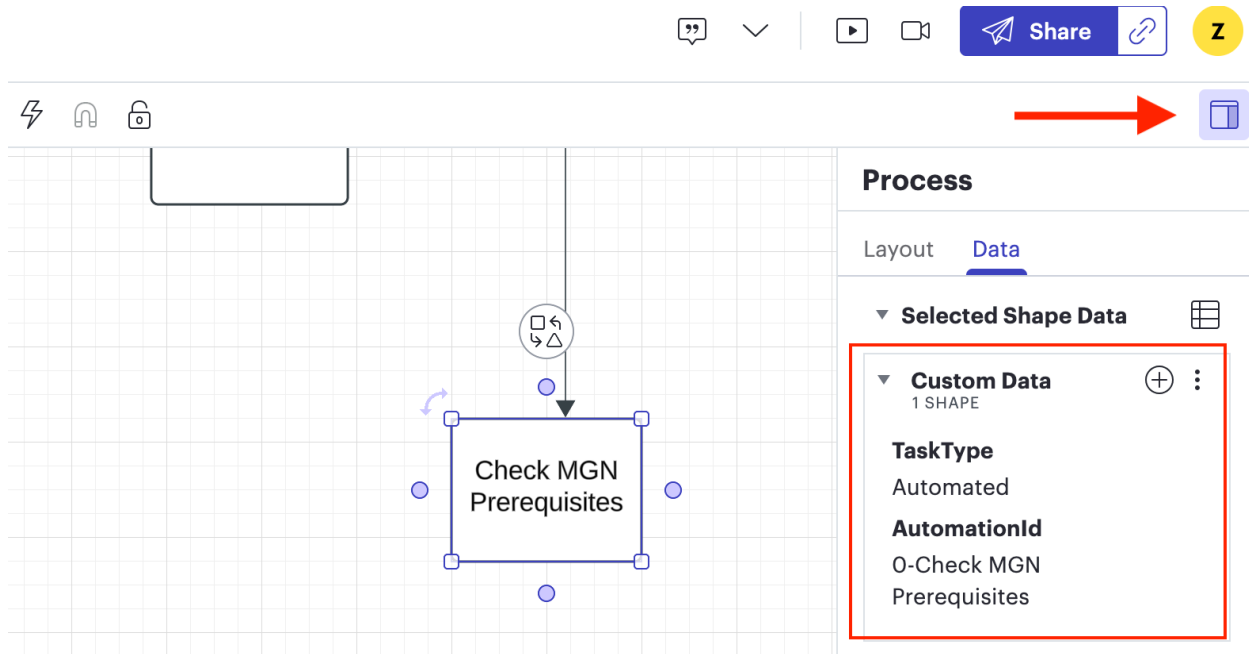 Share
Z
Process
Layout
Data
Selected Shape Data
Custom Data
1 SHAPE
TaskType
Automated
AutomationId
0-Check MGN
Prerequisites
Check MGN
Prerequisites